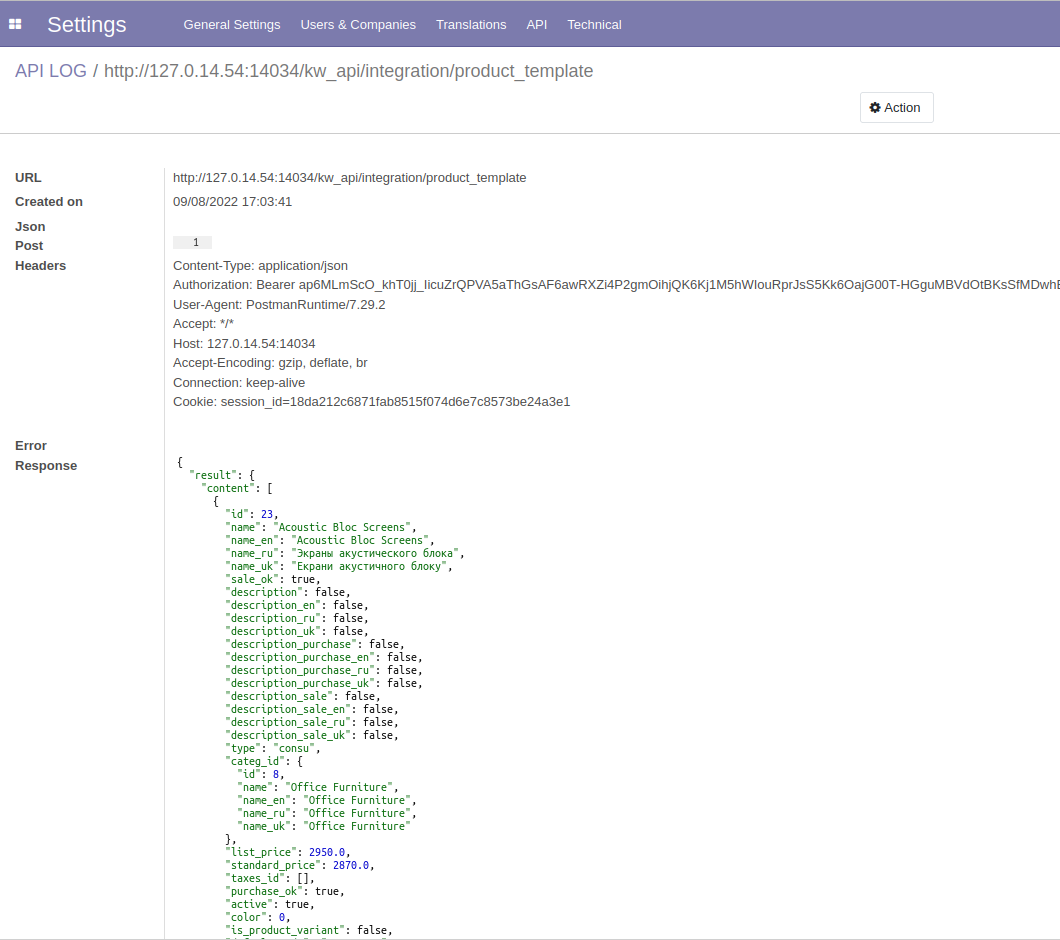 Settings General Settings Users & Companies Translations API Technical
API LOG / http://127.0.14.54:14034/kw_api/integration/product_template
Action
URL http://127.0.14.54:14034/kw_api/integration/product_template
Created on 09/08/2022 17:03:41
Json
Post 1
Headers Content-Type: application/json
Authorization: Bearer ap6MLmScO_khT0jj_IicuZrQPVA5aThGsAF6awRXZi4P2gmOihjQK6Kj1M5hWIouRprJsS5Kk6OajG00T-HGguMBVdOtBKsSfMDwhE
User-Agent: PostmanRuntime/7.29.2
Accept: */*
Host: 127.0.14.54:14034
Accept-Encoding: gzip, deflate, br
Connection: keep-alive
Cookie: session_id=18da212c6871fab8515f074d6e7c8573be24a3e1
Error
Response
{
"result": {
"content": [
{
"id": 23,
"name": "Acoustic Bloc Screens",
"name_en": "Acoustic Bloc Screens",
"name_ru": "Экраны акустического блока",
"name_uk": "Екрани акустичного блоку",
"sale_ok": true,
"description": false,
"description_en": false,
"description_ru": false,
"description_uk": false,
"description_purchase": false,
"description_purchase_en": false,
"description_purchase_ru": false,
"description_purchase_uk": false,
"description_sale": false,
"description_sale_en": false,
"description_sale_ru": false,
"description_sale_uk": false,
"type": "consu",
"categ_id": {
"id": 8,
"name": "Office Furniture",
"name_en": "Office Furniture",
"name_ru": "Office Furniture",
"name_uk": "Office Furniture"
},
"list_price": 2950.0,
"standard_price": 2870.0,
"taxes_id": [],
"purchase_ok": true,
"active": true,
"color": 0,
"is_product_variant": false,